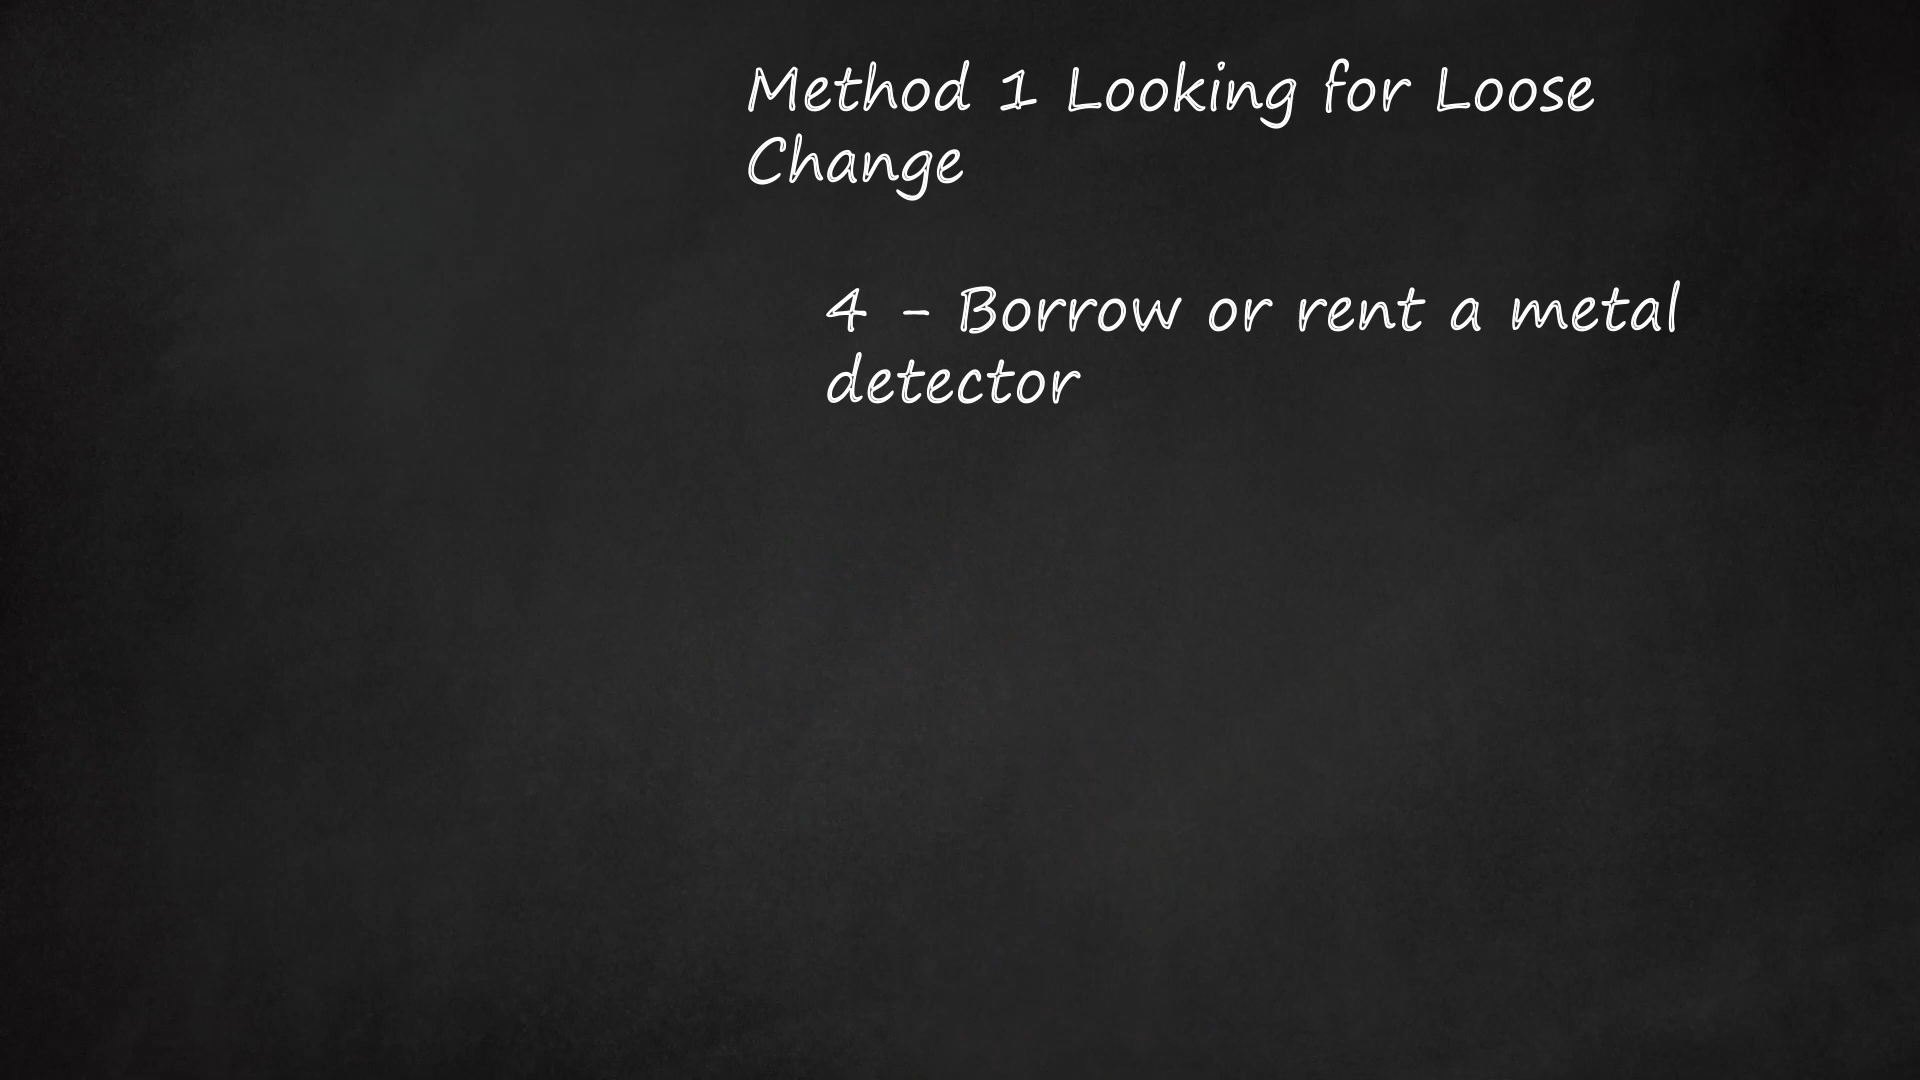 Method 1 Looking for Loose
Change
4 - Borrow or rent a metal
detector